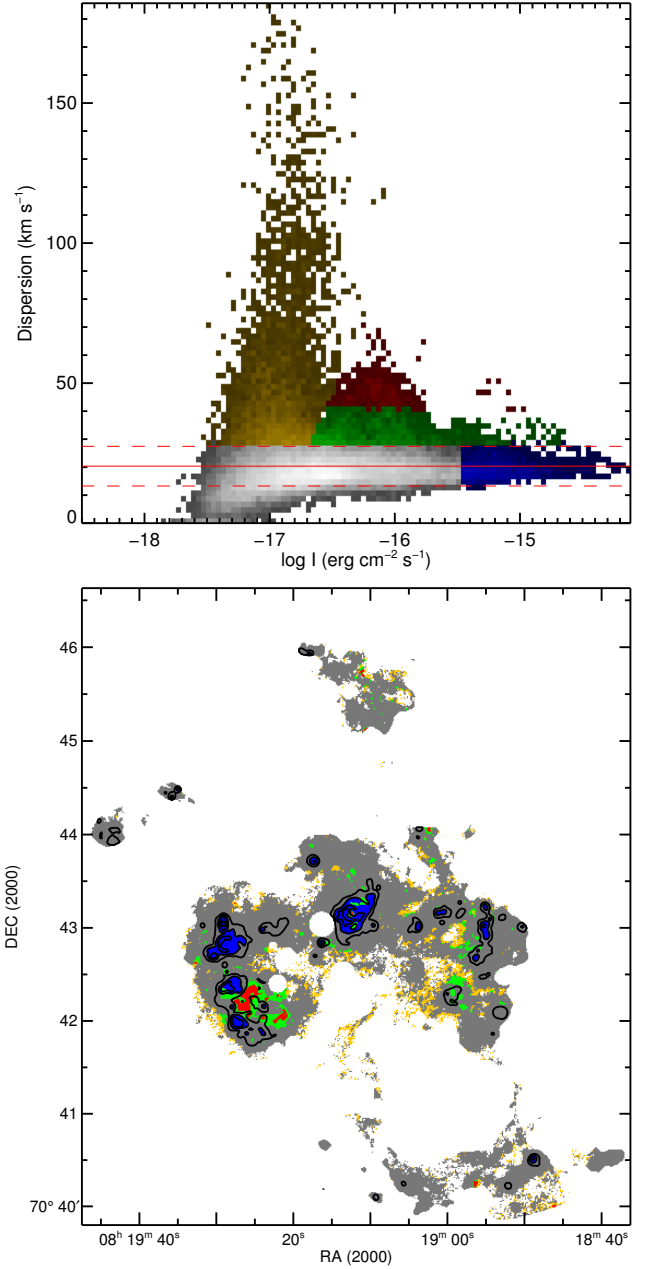 150
100
50
0
Dispersion (km s⁻¹)
−18 −17 −16 −15
log I (erg cm⁻² s⁻¹)
46
45
44
43
42
41
70° 40′
DEC (2000)
08ʰ 19ᵐ 40ˢ 20ˢ 19ᵐ 00ˢ 18ᵐ 40ˢ
RA (2000)